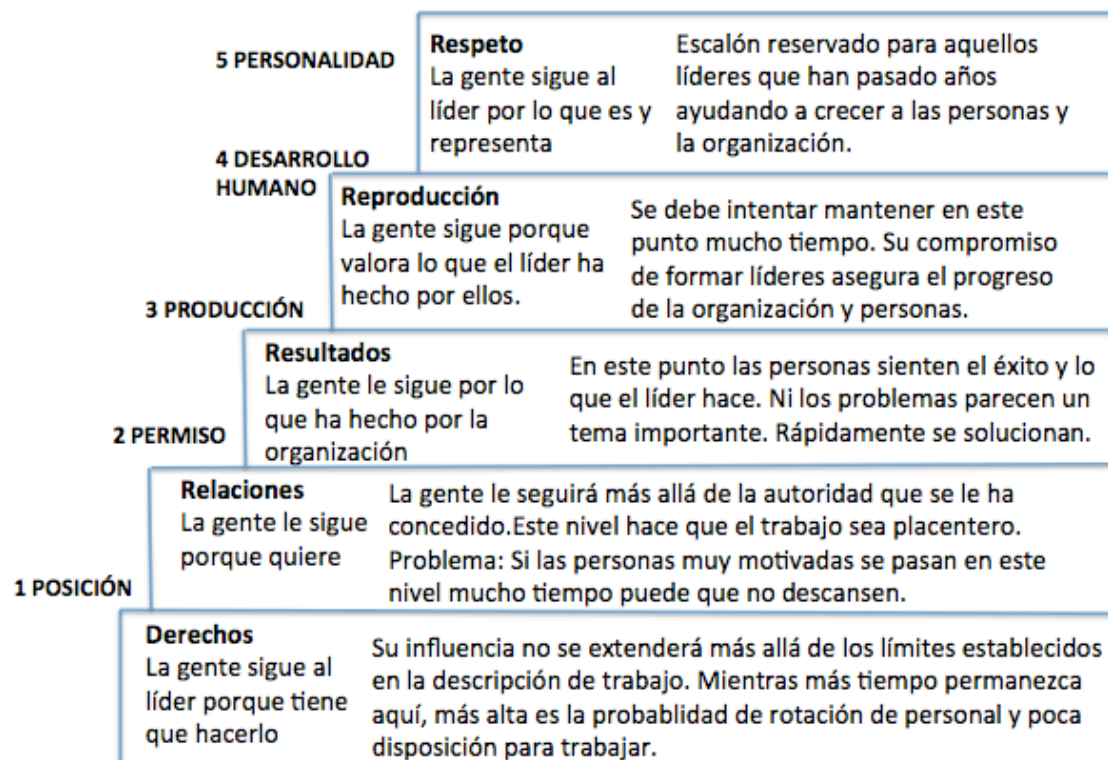 5 PERSONALIDAD
Respeto
La gente sigue al
líder por lo que es y
representa
Escalón reservado para aquellos
líderes que han pasado años
ayudando a crecer a las personas y
la organización.
4 DESARROLLO
HUMANO
Reproducción
La gente sigue porque
valora lo que el líder ha
hecho por ellos.
Se debe intentar mantener en este
punto mucho tiempo. Su compromiso
de formar líderes asegura el progreso
de la organización y personas.
3 PRODUCCIÓN
Resultados
La gente le sigue por lo
que ha hecho por la
organización
En este punto las personas sienten el éxito y lo
que el líder hace. Ni los problemas parecen un
tema importante. Rápidamente se solucionan.
2 PERMISO
Relaciones
La gente le sigue
porque quiere
La gente le seguirá más allá de la autoridad que se le ha
concedido.Este nivel hace que el trabajo sea placentero.
Problema: Si las personas muy motivadas se pasan en este
nivel mucho tiempo puede que no descansen.
1 POSICIÓN
Derechos
La gente sigue al
líder porque tiene
que hacerlo
Su influencia no se extenderá más allá de los límites establecidos
en la descripción de trabajo. Mientras más tiempo permanezca
aquí, más alta es la probablidad de rotación de personal y poca
disposición para trabajar.